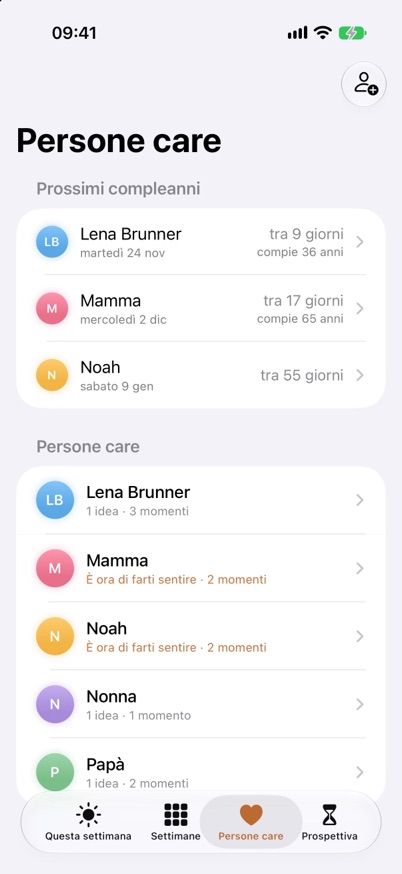 09:41
Persone care
Prossimi compleanni
LB
Lena Brunner
martedì 24 nov
tra 9 giorni
compie 36 anni
M
Mamma
mercoledì 2 dic
tra 17 giorni
compie 65 anni
N
Noah
sabato 9 gen
tra 55 giorni
Persone care
LB
Lena Brunner
1 idea · 3 momenti
M
Mamma
È ora di farti sentire · 2 momenti
N
Noah
È ora di farti sentire · 2 momenti
N
Nonna
1 idea · 1 momento
P
Papà
1 idea · 2 momenti
Questa settimana
Settimane
Persone care
Prospettiva